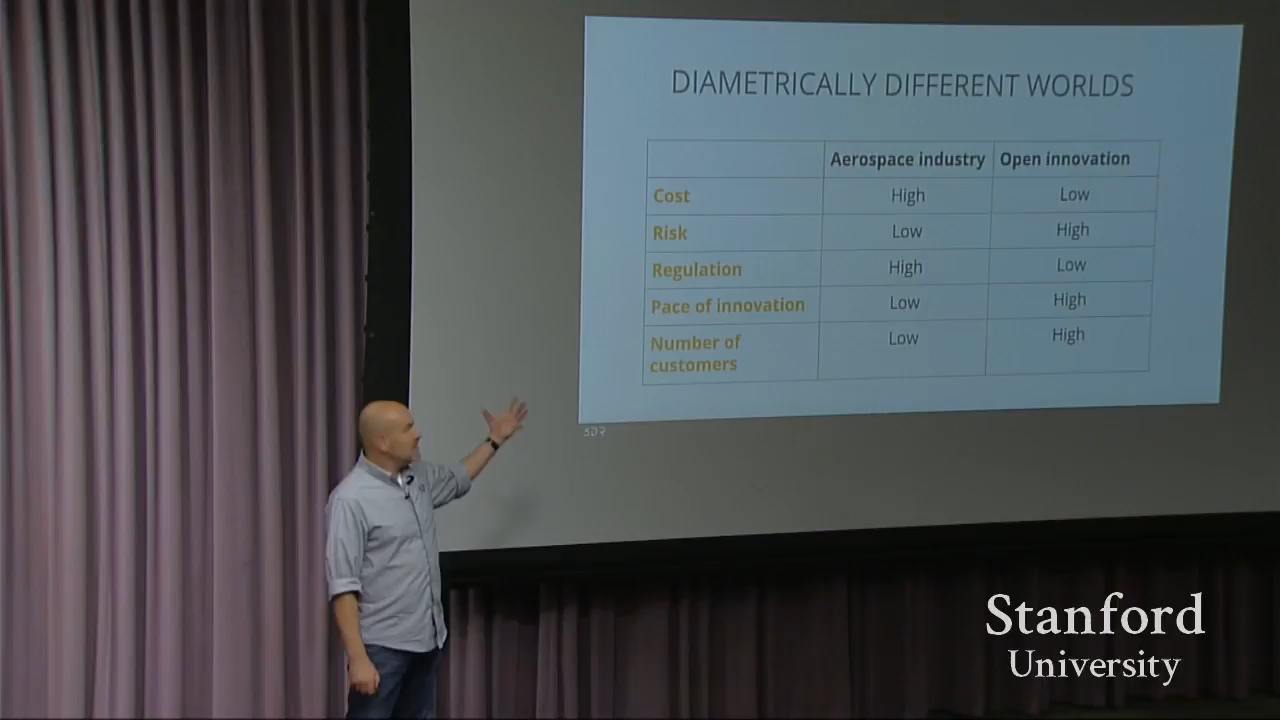 DIAMETRICALLY DIFFERENT WORLDS
Aerospace industry Open innovation
Cost High Low
Risk Low High
Regulation High Low
Pace of innovation Low High
Number of customers Low High
3DR
Stanford
University